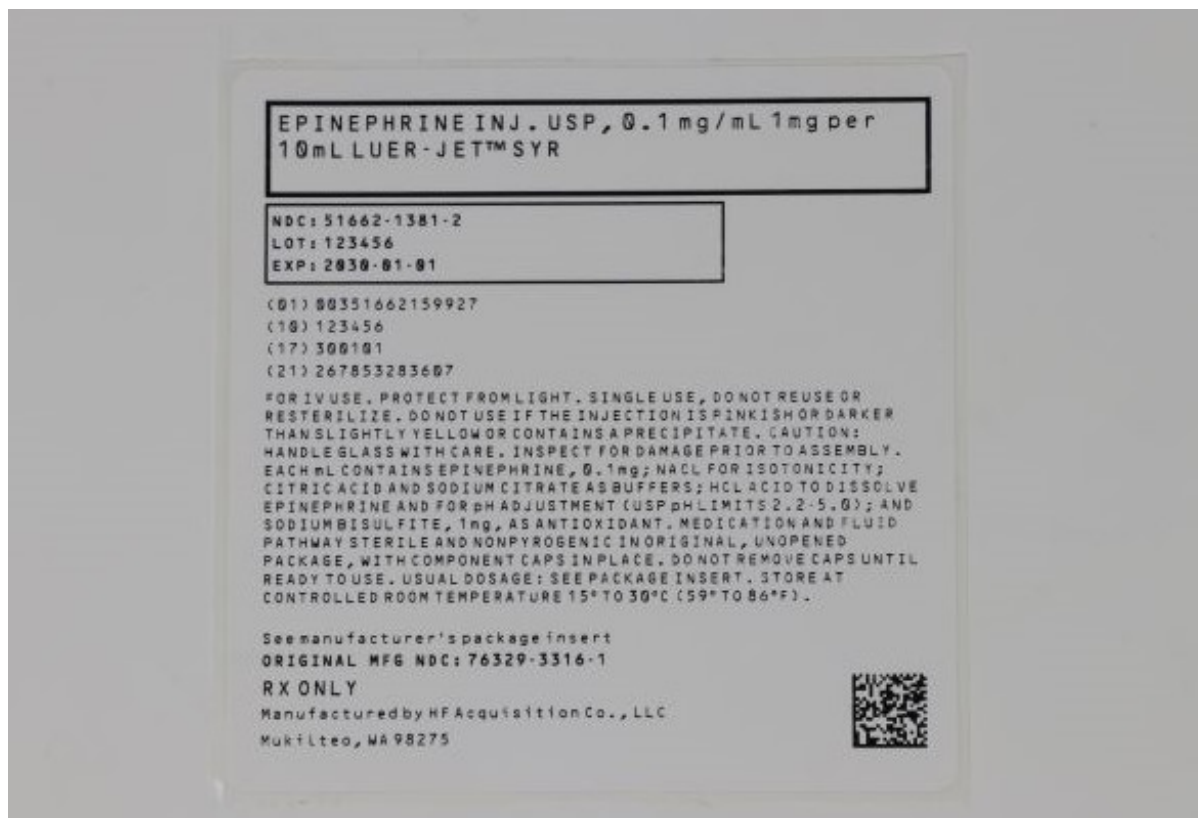 EPINEPHRINE INJ. USP, 0.1 mg/mL 1mg per
10mL LUER-JET™ SYR
NDC: 51662-1381-2
LOT: 123456
EXP: 2030-01-01
(01) 00351662159927
(10) 123456
(17) 300101
(21) 267853283607
FOR IV USE. PROTECT FROM LIGHT. SINGLE USE, DO NOT REUSE OR
RESTERILIZE. DO NOT USE IF THE INJECTION IS PINKISH OR DARKER
THAN SLIGHTLY YELLOW OR CONTAINS A PRECIPITATE. CAUTION:
HANDLE GLASS WITH CARE. INSPECT FOR DAMAGE PRIOR TO ASSEMBLY.
EACH mL CONTAINS EPINEPHRINE, 0.1mg; NACL FOR ISOTONICITY;
CITRIC ACID AND SODIUM CITRATE AS BUFFERS; HCL ACID TO DISSOLVE
EPINEPHRINE AND FOR pH ADJUSTMENT (USP pH LIMITS 2.2-5.0); AND
SODIUM BISULFITE, 1mg, AS ANTIOXIDANT. MEDICATION AND FLUID
PATHWAY STERILE AND NONPYROGENIC IN ORIGINAL, UNOPENED
PACKAGE, WITH COMPONENT CAPS IN PLACE. DO NOT REMOVE CAPS UNTIL
READY TO USE. USUAL DOSAGE: SEE PACKAGE INSERT. STORE AT
CONTROLLED ROOM TEMPERATURE 15° TO 30°C (59° TO 86°F).
See manufacturer's package insert
ORIGINAL MFG NDC: 76329-3316-1
RX ONLY
Manufactured by HF Acquisition Co., LLC
Mukilteo, WA 98275